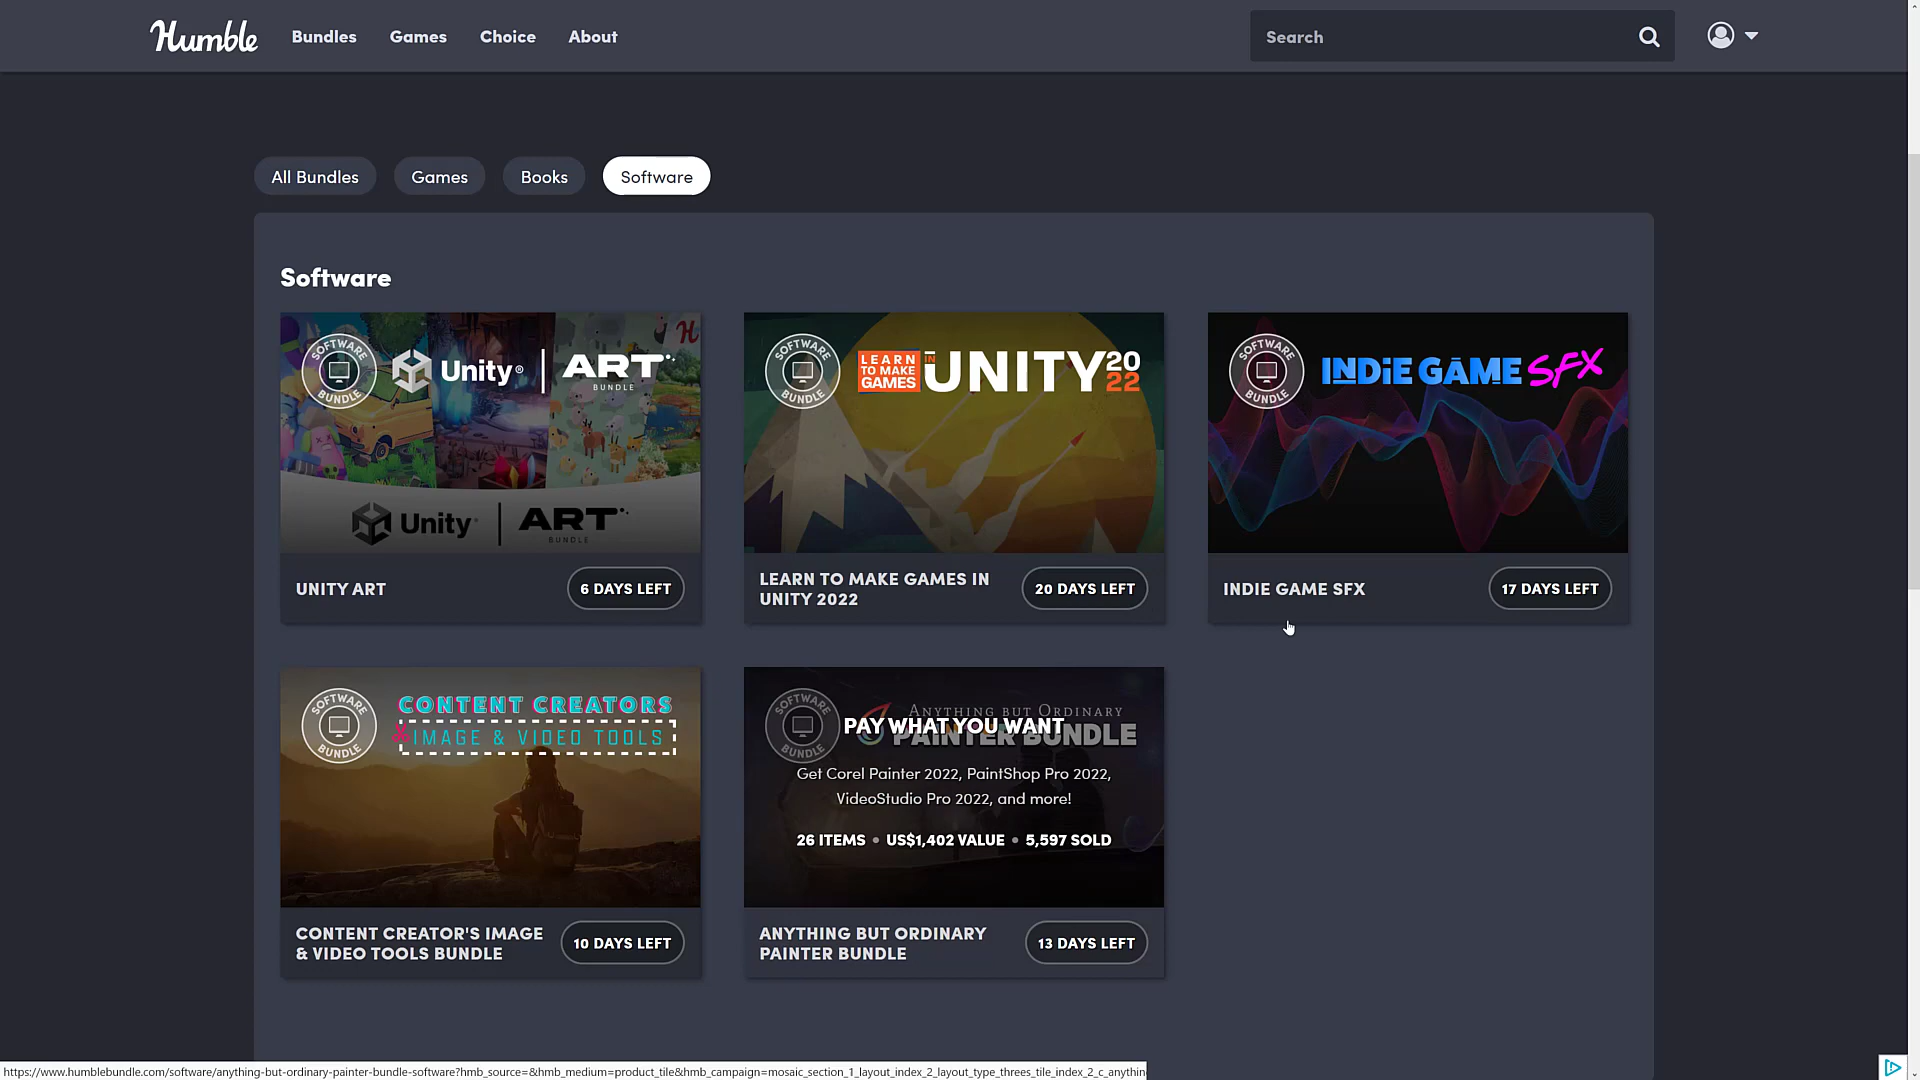 Humble
Bundles
Games
Choice
About
Search
All Bundles
Games
Books
Software
Software
SOFTWARE BUNDLE
Unity® | ART
BUNDLE
Unity | ART
BUNDLE
UNITY ART
6 DAYS LEFT
SOFTWARE BUNDLE
LEARN TO MAKE GAMES IN UNITY 2022
LEARN TO MAKE GAMES IN
UNITY 2022
20 DAYS LEFT
SOFTWARE BUNDLE
INDIE GAME SFX
INDIE GAME SFX
17 DAYS LEFT
SOFTWARE BUNDLE
CONTENT CREATORS
IMAGE & VIDEO TOOLS
CONTENT CREATOR'S IMAGE
& VIDEO TOOLS BUNDLE
10 DAYS LEFT
SOFTWARE BUNDLE
ANYTHING BUT ORDINARY
PAINTER BUNDLE
PAY WHAT YOU WANT
Get Corel Painter 2022, PaintShop Pro 2022,
VideoStudio Pro 2022, and more!
26 ITEMS • US$1,402 VALUE • 5,597 SOLD
ANYTHING BUT ORDINARY
PAINTER BUNDLE
13 DAYS LEFT
https://www.humblebundle.com/software/anything-but-ordinary-painter-bundle-software?hmb_source=&hmb_medium=product_tile&hmb_campaign=mosaic_section_1_layout_index_2_layout_type_threes_tile_index_2_c_anythin